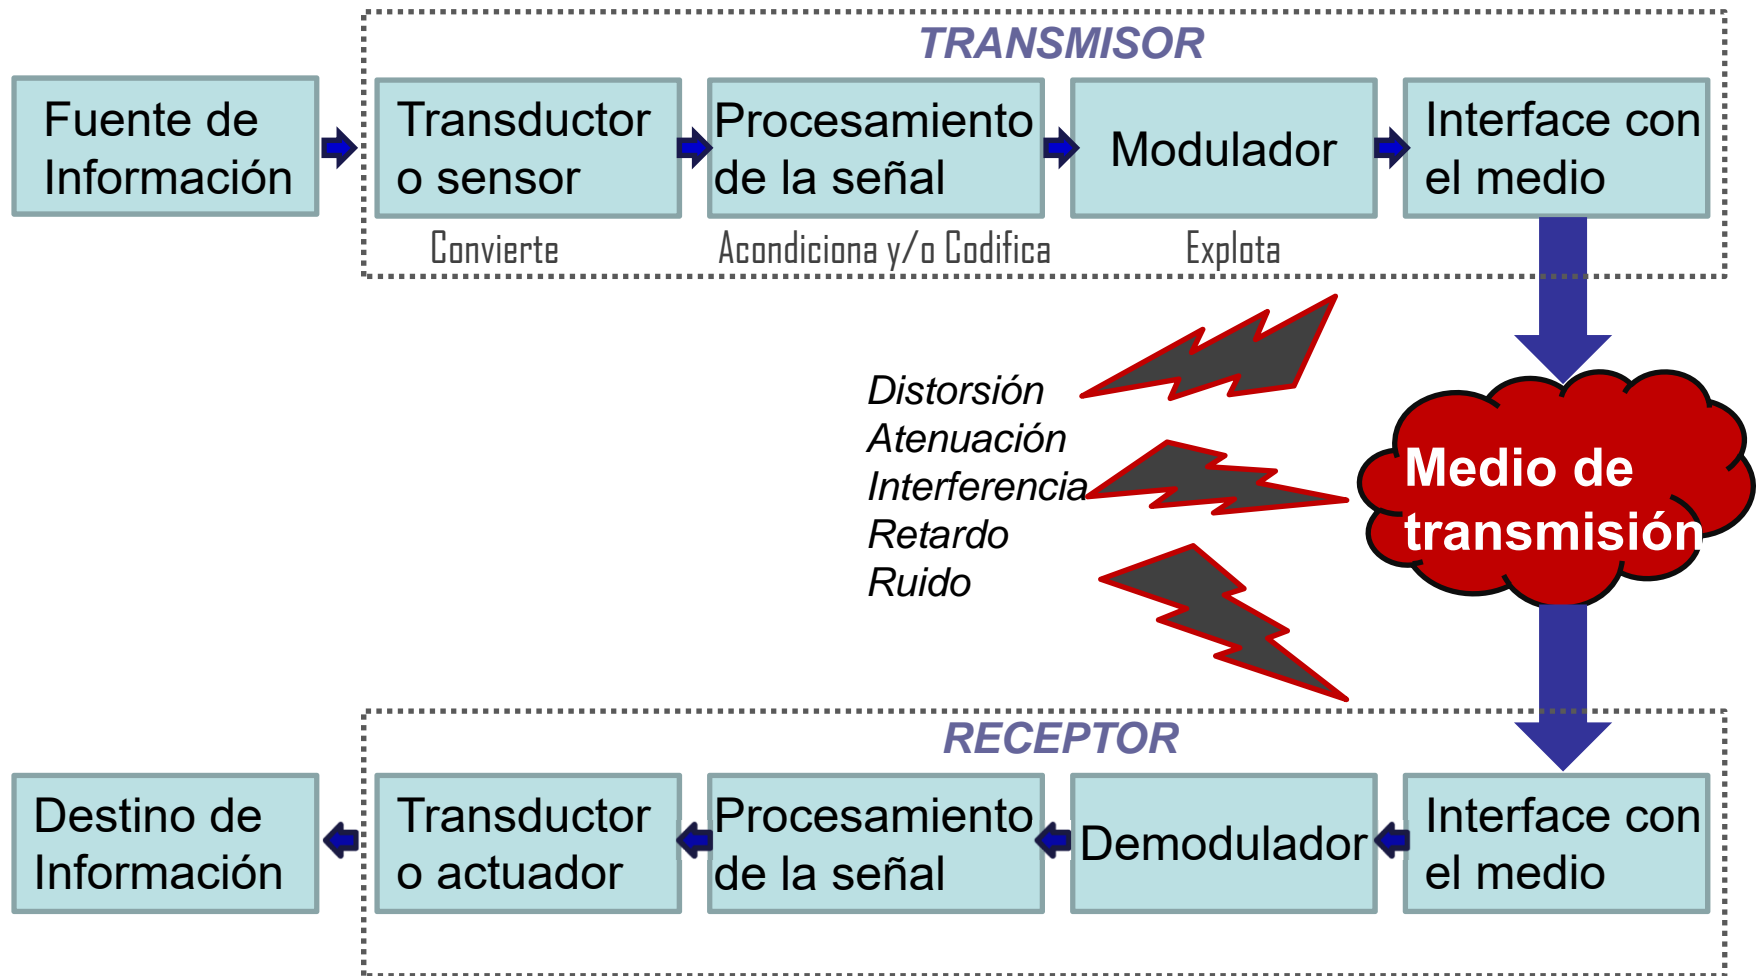 TRANSMISOR
Fuente de
Información
Transductor
o sensor
Procesamiento
de la señal
Modulador
Interface con
el medio
Convierte
Acondiciona y/o Codifica
Explota
Distorsión
Atenuación
Interferencia
Retardo
Ruido
Medio de
transmisión
RECEPTOR
Destino de
Información
Transductor
o actuador
Procesamiento
de la señal
Demodulador
Interface con
el medio